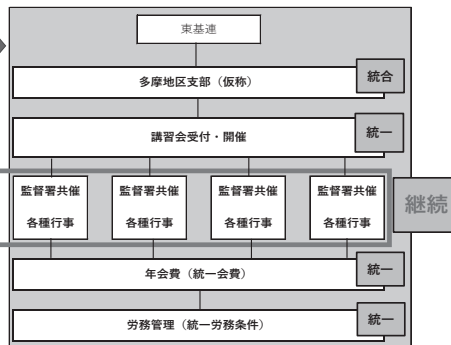 東基連
多摩地区支部（仮称）
統合
講習会受付・開催
統一
監督署共催
各種行事
監督署共催
各種行事
監督署共催
各種行事
監督署共催
各種行事
継続
年会費（統一会費）
統一
労務管理（統一労務条件）
統一